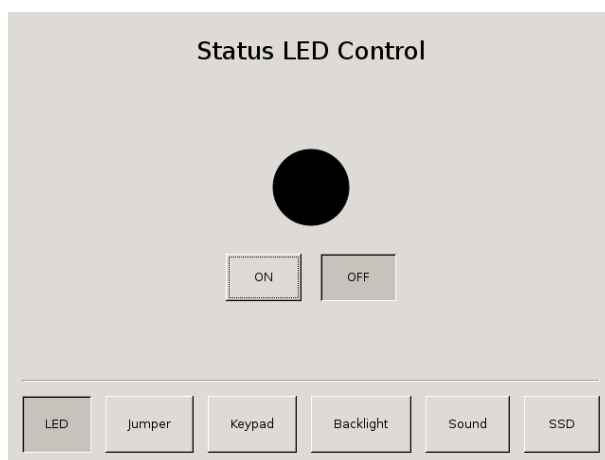 Status LED Control
ON OFF
LED Jumper Keypad Backlight Sound SSD